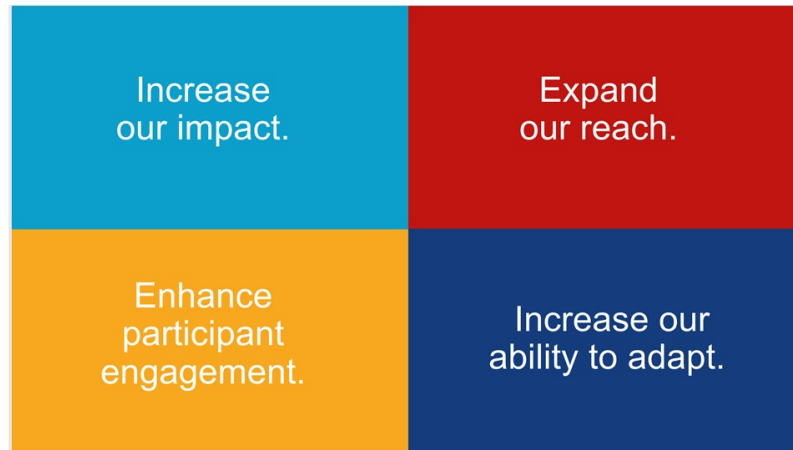 Increase
our impact.
Expand
our reach.
Enhance
participant
engagement.
Increase our
ability to adapt.